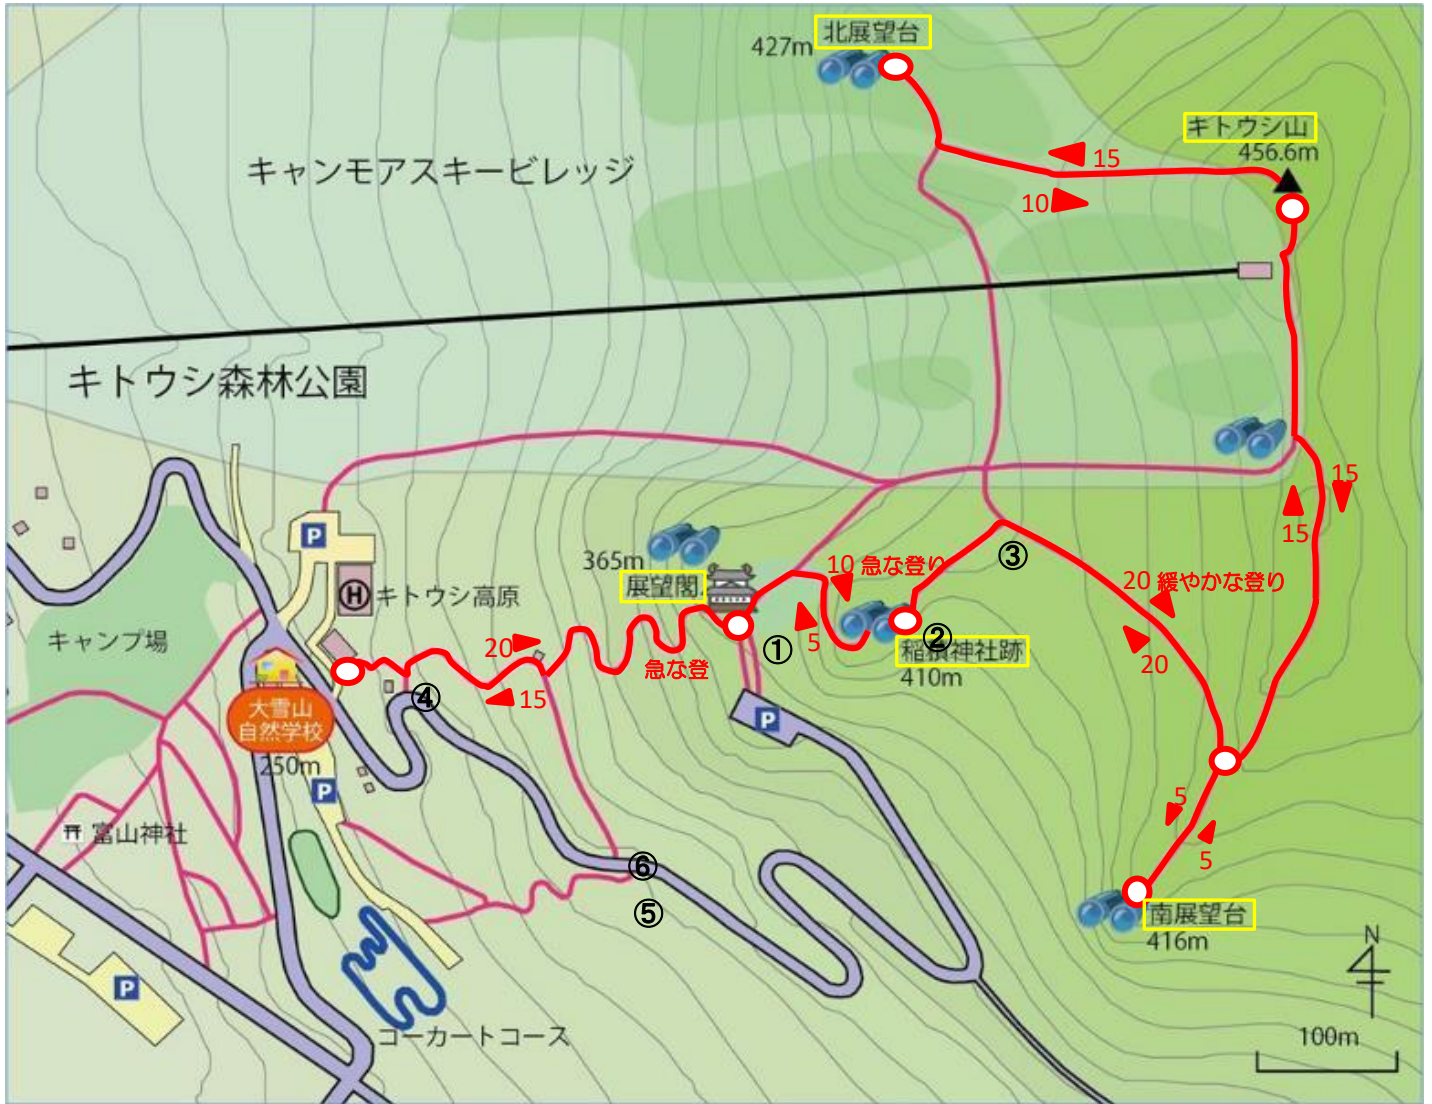 北展望台
427m
キトウシ山
456.6m
15
10
キャンモアスキービレッジ
キトウシ森林公園
15
15
P
365m
展望閣
10 急な登り
③
20 緩やかな登り
H
キトウシ高原
キャンプ場
①
5
②
稲積神社跡
410m
20
急な登
20
15
④
大雪山
自然学校
250m
P
P
5
5
富山神社
⑥
⑤
南展望台
416m
N
P
コーカートコース
100m